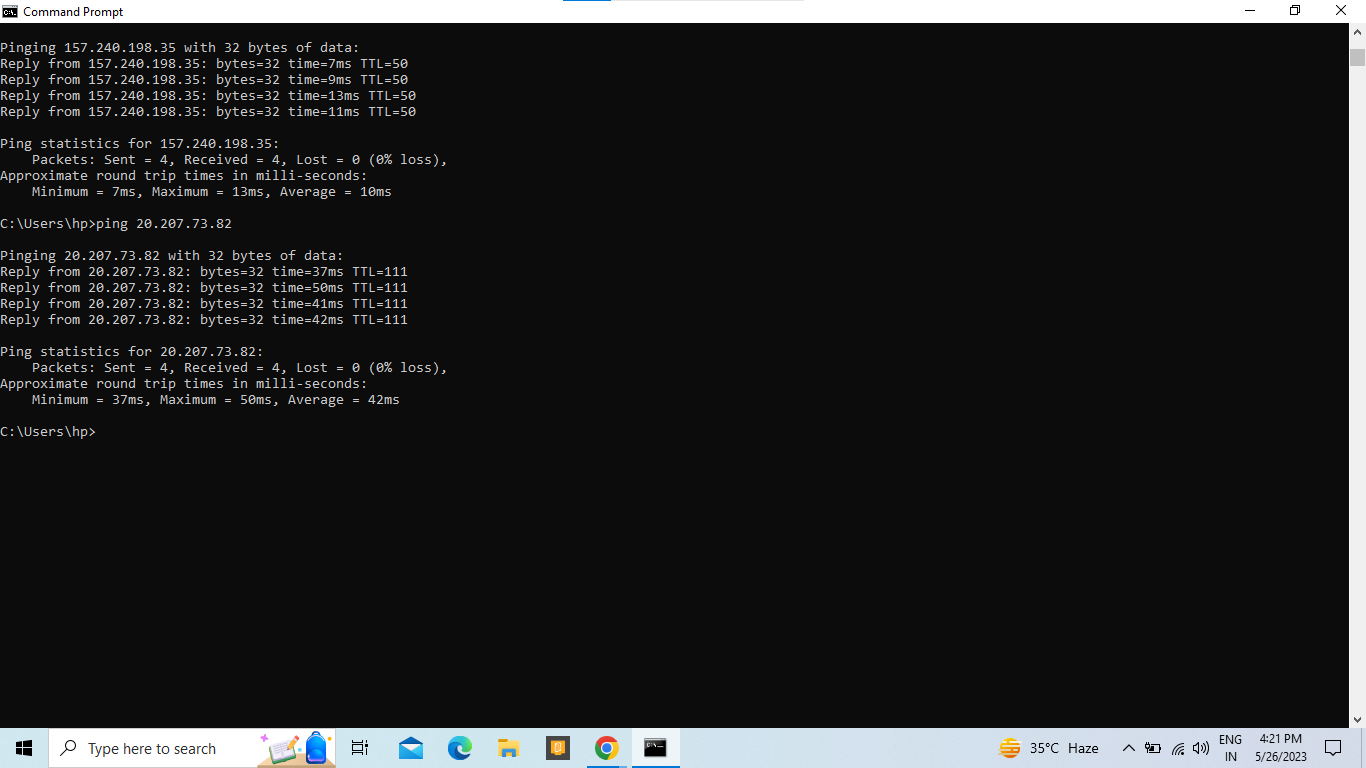 Command Prompt
Pinging 157.240.198.35 with 32 bytes of data:
Reply from 157.240.198.35: bytes=32 time=7ms TTL=50
Reply from 157.240.198.35: bytes=32 time=9ms TTL=50
Reply from 157.240.198.35: bytes=32 time=13ms TTL=50
Reply from 157.240.198.35: bytes=32 time=11ms TTL=50
Ping statistics for 157.240.198.35:
    Packets: Sent = 4, Received = 4, Lost = 0 (0% loss),
Approximate round trip times in milli-seconds:
    Minimum = 7ms, Maximum = 13ms, Average = 10ms
C:\Users\hp>ping 20.207.73.82
Pinging 20.207.73.82 with 32 bytes of data:
Reply from 20.207.73.82: bytes=32 time=37ms TTL=111
Reply from 20.207.73.82: bytes=32 time=50ms TTL=111
Reply from 20.207.73.82: bytes=32 time=41ms TTL=111
Reply from 20.207.73.82: bytes=32 time=42ms TTL=111
Ping statistics for 20.207.73.82:
    Packets: Sent = 4, Received = 4, Lost = 0 (0% loss),
Approximate round trip times in milli-seconds:
    Minimum = 37ms, Maximum = 50ms, Average = 42ms
C:\Users\hp>
Type here to search
35°C Haze
ENG
IN
4:21 PM
5/26/2023